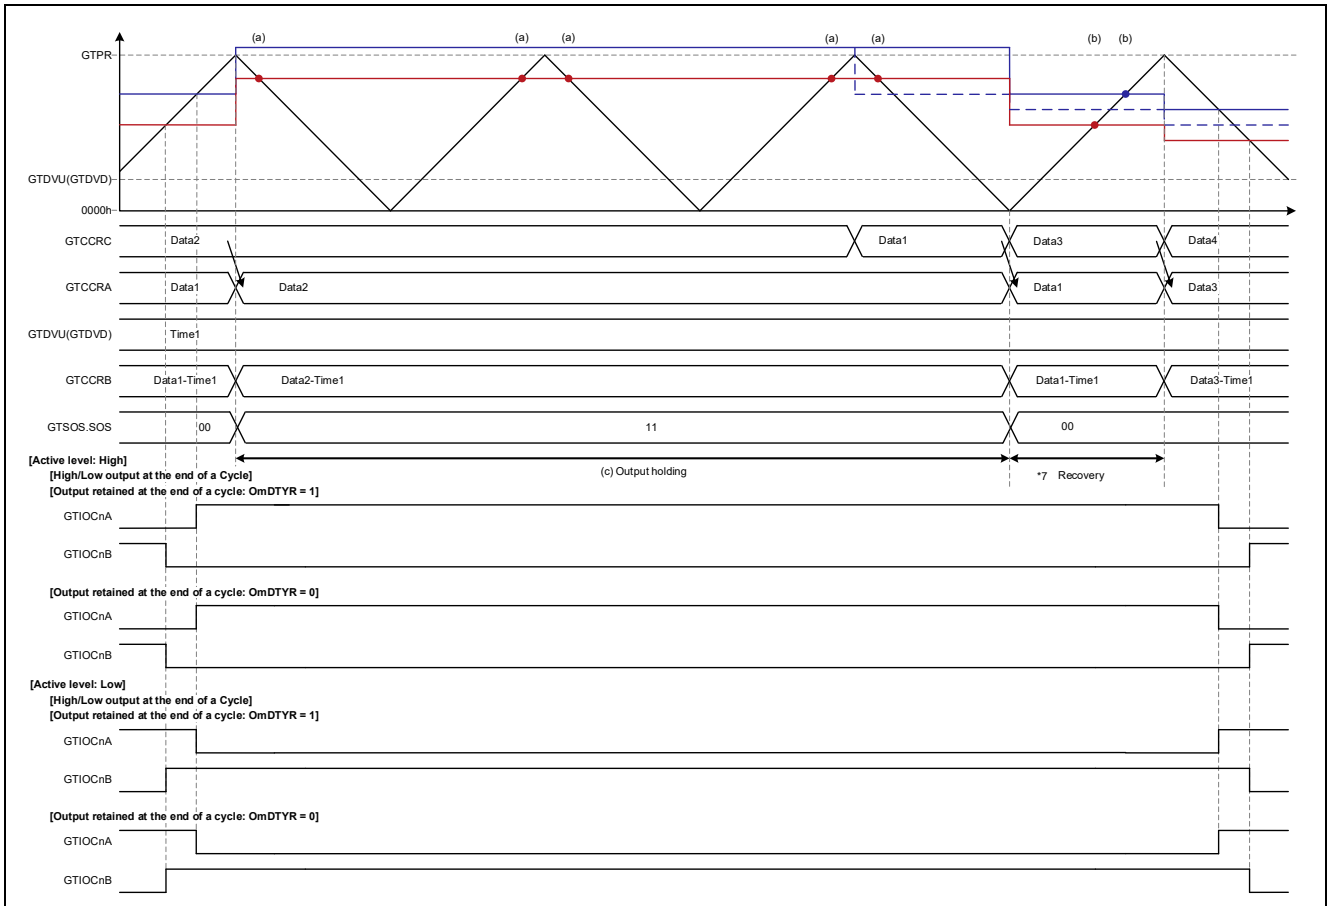 (a) (a) (a) (a) (a) (b) (b)
GTPR
GTDVU(GTDVD)
0000h
GTCCRC Data2 Data1 Data3 Data4
GTCCRA Data1 Data2 Data1 Data3
GTDVU(GTDVD) Time1
GTCCRB Data1-Time1 Data2-Time1 Data1-Time1 Data3-Time1
GTSOS.SOS 00 11 00
[Active level: High]
(c) Output holding *7 Recovery
[High/Low output at the end of a Cycle]
[Output retained at the end of a cycle: OmDTYR = 1]
GTIOCnA
GTIOCnB
[Output retained at the end of a cycle: OmDTYR = 0]
GTIOCnA
GTIOCnB
[Active level: Low]
[High/Low output at the end of a Cycle]
[Output retained at the end of a cycle: OmDTYR = 1]
GTIOCnA
GTIOCnB
[Output retained at the end of a cycle: OmDTYR = 0]
GTIOCnA
GTIOCnB